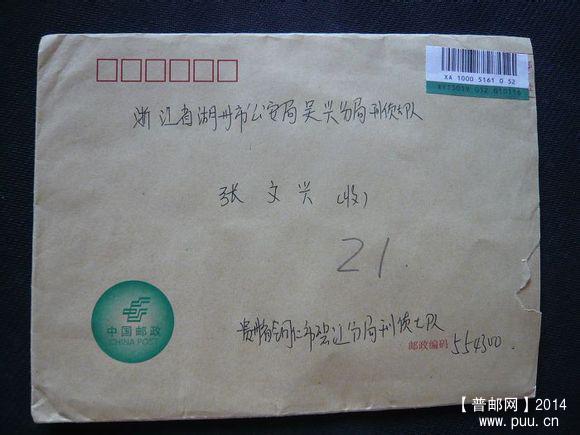 XA 1000 5161 0 52
浙江省湖州市公安局吴兴分局刑侦大队
张文兴（收）
21.
中国邮政
CHINA POST
贵州省铜仁市碧江分局刑侦大队
邮政编码 554300.
【普邮网】2014
www.puu.cn